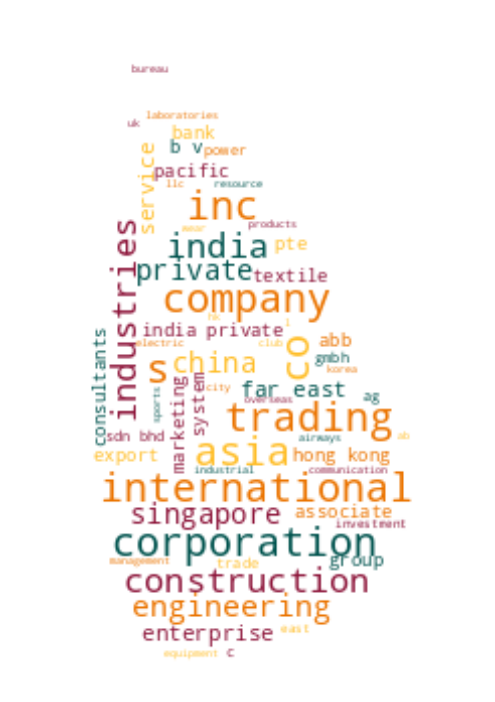 bureau
laboratories
uk
bank
b v
power
service
pacific
llc
resource
inc
products
wear
india
pte
private
textile
industries
company
hk
india private
l
electric
club
co
abb
consultants
s
china
gmbh
korea
marketing
system
city
far east
sports
overseas
ag
trading
sdn bhd
airways
ab
asia
export
hong kong
industrial
communication
international
singapore
associate
investment
corporation
group
management
trade
construction
engineering
enterprise
east
equipment
c